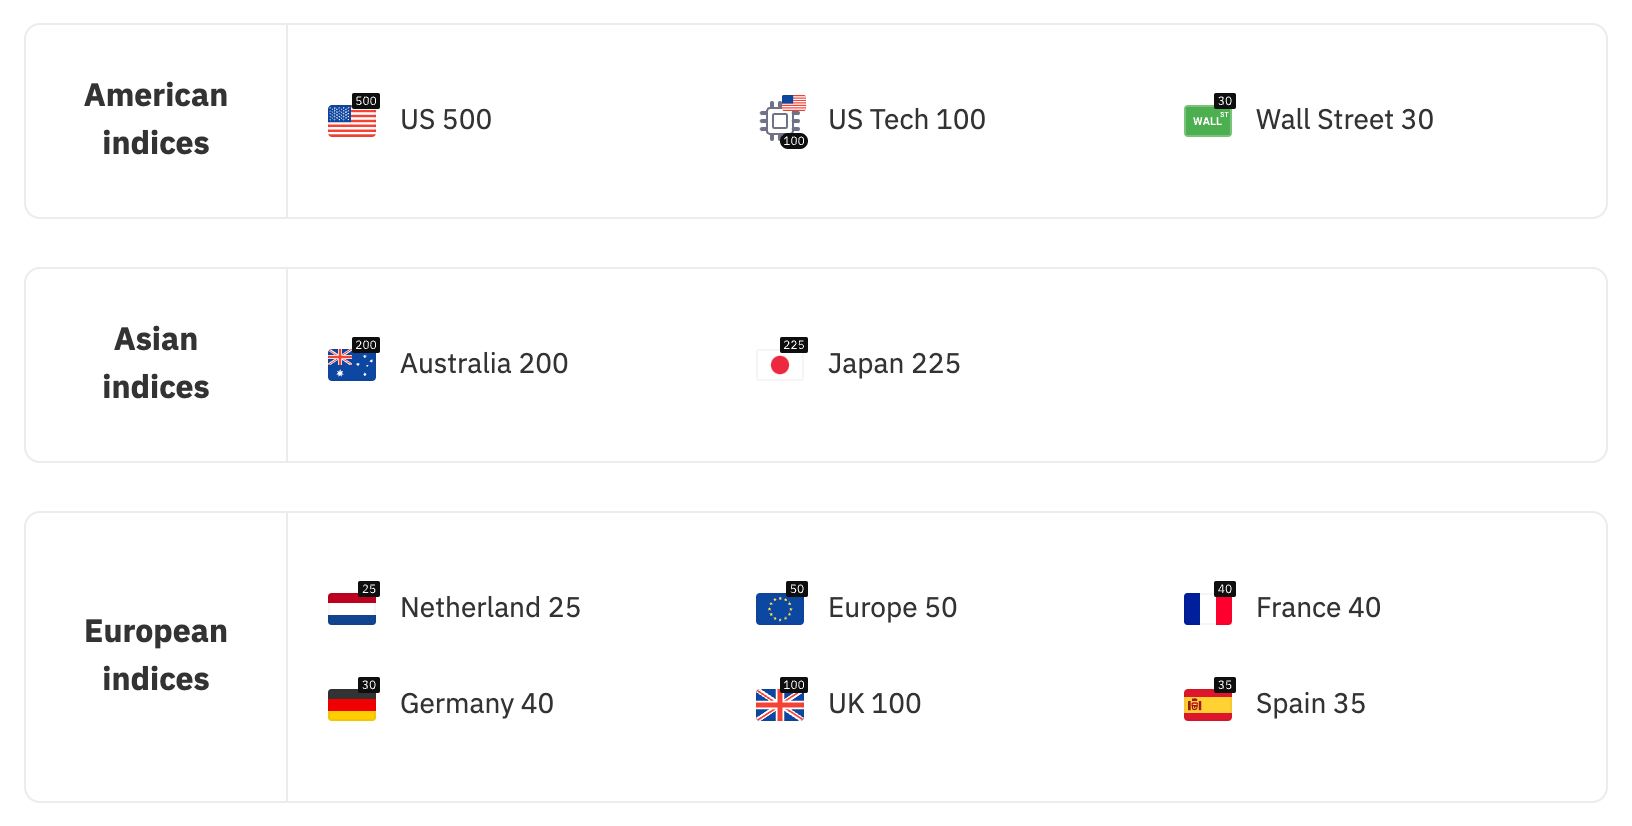 American
indices
500
US 500
100
US Tech 100
30
WALL ST
Wall Street 30
Asian
indices
200
Australia 200
225
Japan 225
European
indices
25
Netherland 25
50
Europe 50
40
France 40
30
Germany 40
100
UK 100
35
Spain 35